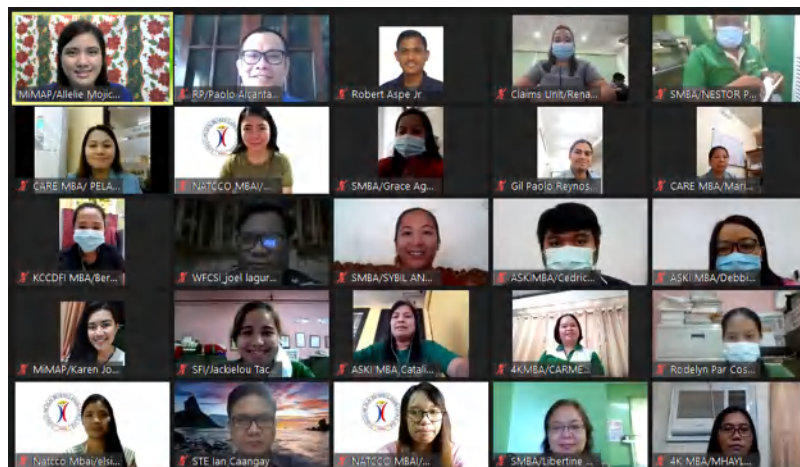 MiMAP/Allelie Mojic...
RP/Paolo Alcanta...
Robert Aspe Jr
Claims Unit/Rena...
SMBA/NESTOR P...
CARE MBA/ PELA...
NATCCO MBAI/...
SMBA/Grace Ag...
Gil Paolo Reynos...
CARE MBA/Mari...
KCCDFI MBA/Ber...
WFCSI_joel lagur...
SMBA/SYBIL AN...
ASKIMBA/Cedric...
ASKI MBA/Debbi...
MiMAP/Karen Jo...
SFI/Jackielou Tac...
ASKI MBA Catali...
4KMBA/CARME...
Rodelyn Par Cos...
Natcco Mbai/elsi...
STE Ian Caangay
NATCCO MBAI/...
SMBA/Libertine ...
4K MBA/MHAYL...